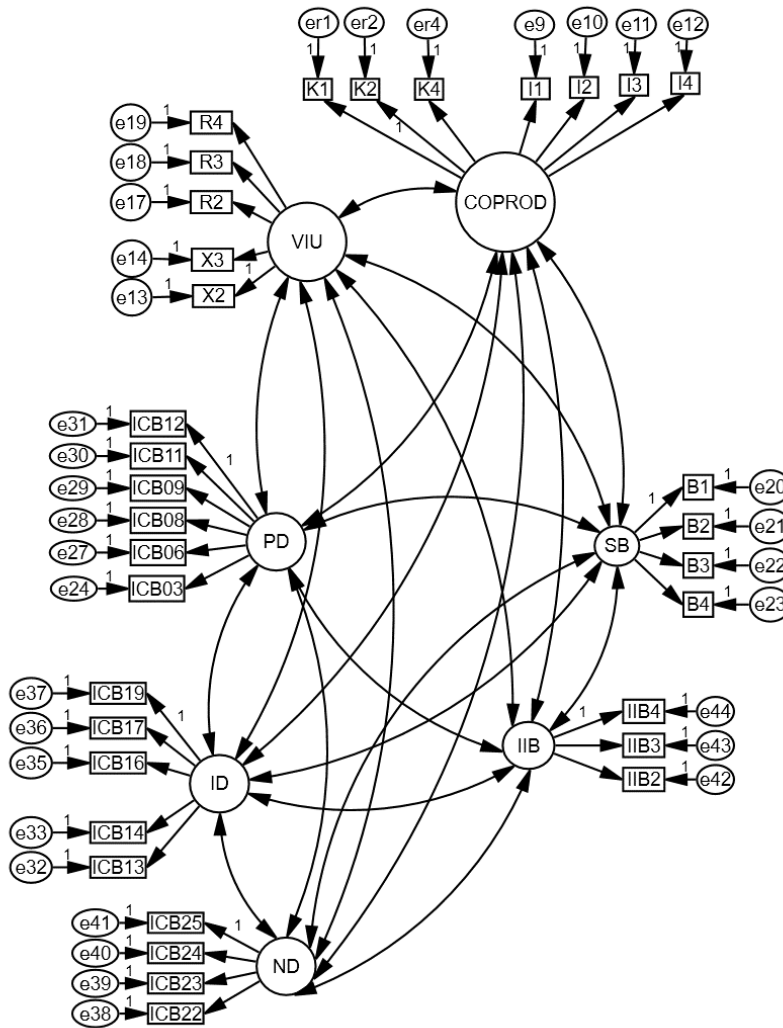 er1 er2 er4 e9 e10 e11 e12
1 1 1 1 1 1 1
K1 K2 K4 I1 I2 I3 I4
1
COPROD
e19 1 R4
e18 1 R3
e17 1 R2
e14 1 X3
e13 1 X2
1
VIU
e31 1 ICB12
e30 1 ICB11
e29 1 ICB09
e28 1 ICB08
e27 1 ICB06
e24 1 ICB03
1
PD
SB
1
B1 1 e20
B2 1 e21
B3 1 e22
B4 1 e23
e37 1 ICB19
e36 1 ICB17
e35 1 ICB16
e33 1 ICB14
e32 1 ICB13
1
ID
IIB
1
IIB4 1 e44
IIB3 1 e43
IIB2 1 e42
e41 1 ICB25
e40 1 ICB24
e39 1 ICB23
e38 1 ICB22
1
ND